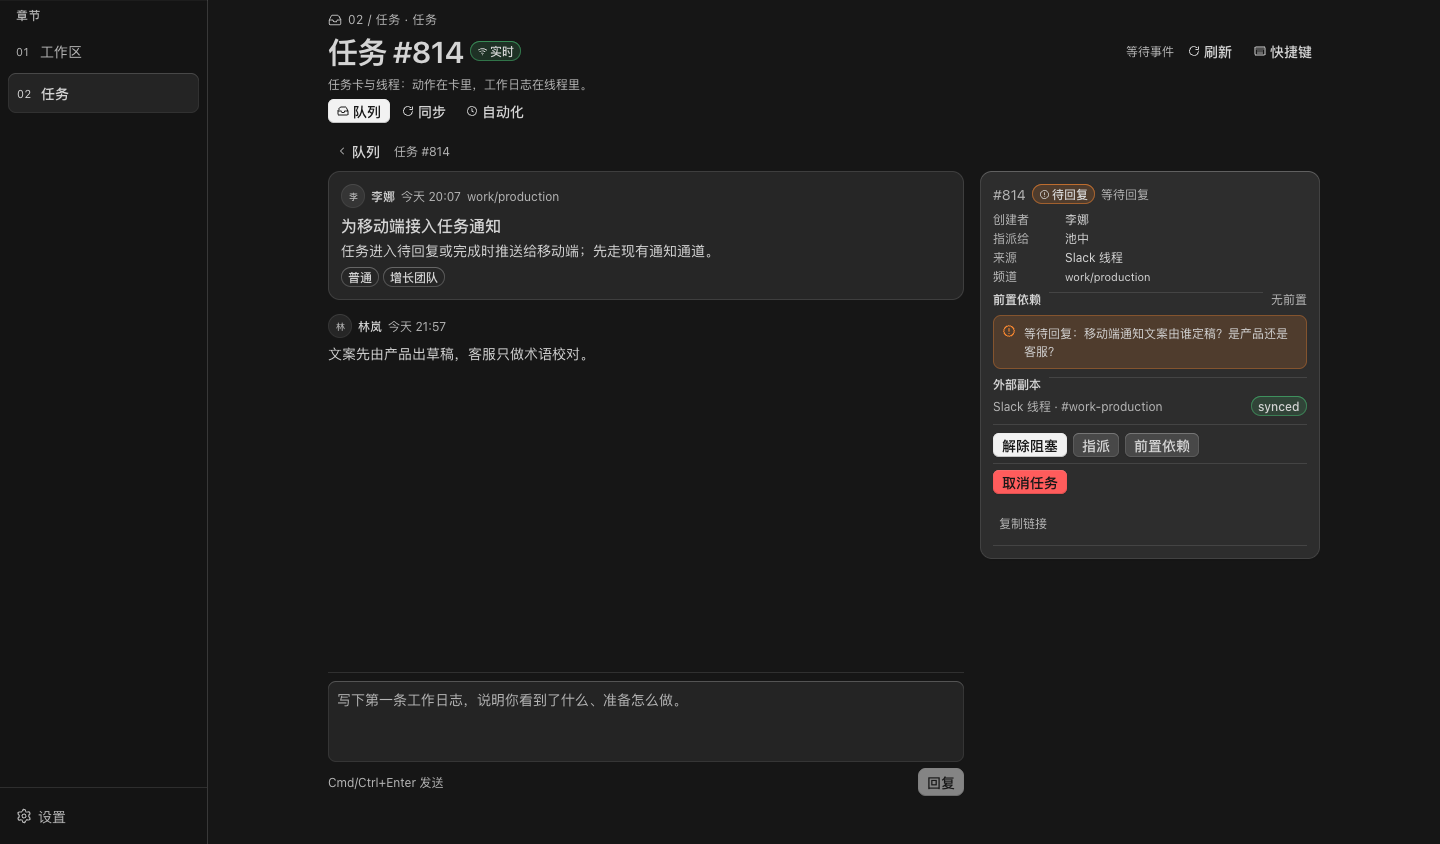 章节
01 工作区
02 任务
设置
02 / 任务 · 任务
任务 #814 实时
等待事件 刷新 快捷键
任务卡与线程：动作在卡里，工作日志在线程里。
队列 同步 自动化
队列 任务 #814
李 李娜 今天 20:07 work/production
为移动端接入任务通知
任务进入待回复或完成时推送给移动端；先走现有通知通道。
普通 增长团队
林 林岚 今天 21:57
文案先由产品出草稿，客服只做术语校对。
写下第一条工作日志，说明你看到了什么、准备怎么做。
Cmd/Ctrl+Enter 发送
回复
#814 待回复 等待回复
创建者 李娜
指派给 池中
来源 Slack 线程
频道 work/production
前置依赖 无前置
等待回复：移动端通知文案由谁定稿？是产品还是
客服？
外部副本
Slack 线程 · #work-production synced
解除阻塞 指派 前置依赖
取消任务
复制链接